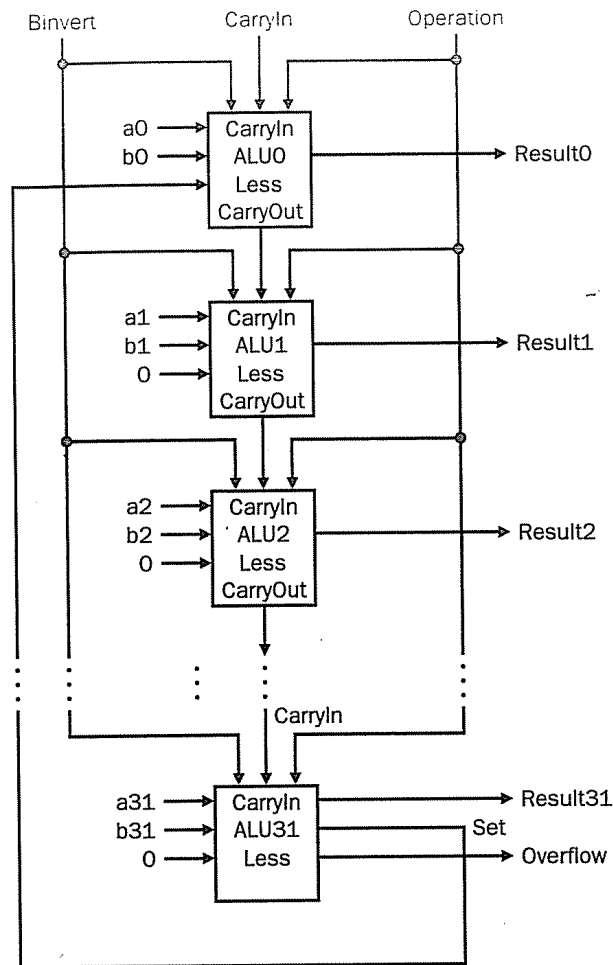 Binvert CarryIn Operation
a0 CarryIn
b0 ALU0 Result0
Less
CarryOut
a1 CarryIn
b1 ALU1 Result1
0 Less
CarryOut
a2 CarryIn
b2 ALU2 Result2
0 Less
CarryOut
CarryIn
a31 CarryIn Result31
b31 ALU31 Set
0 Less Overflow